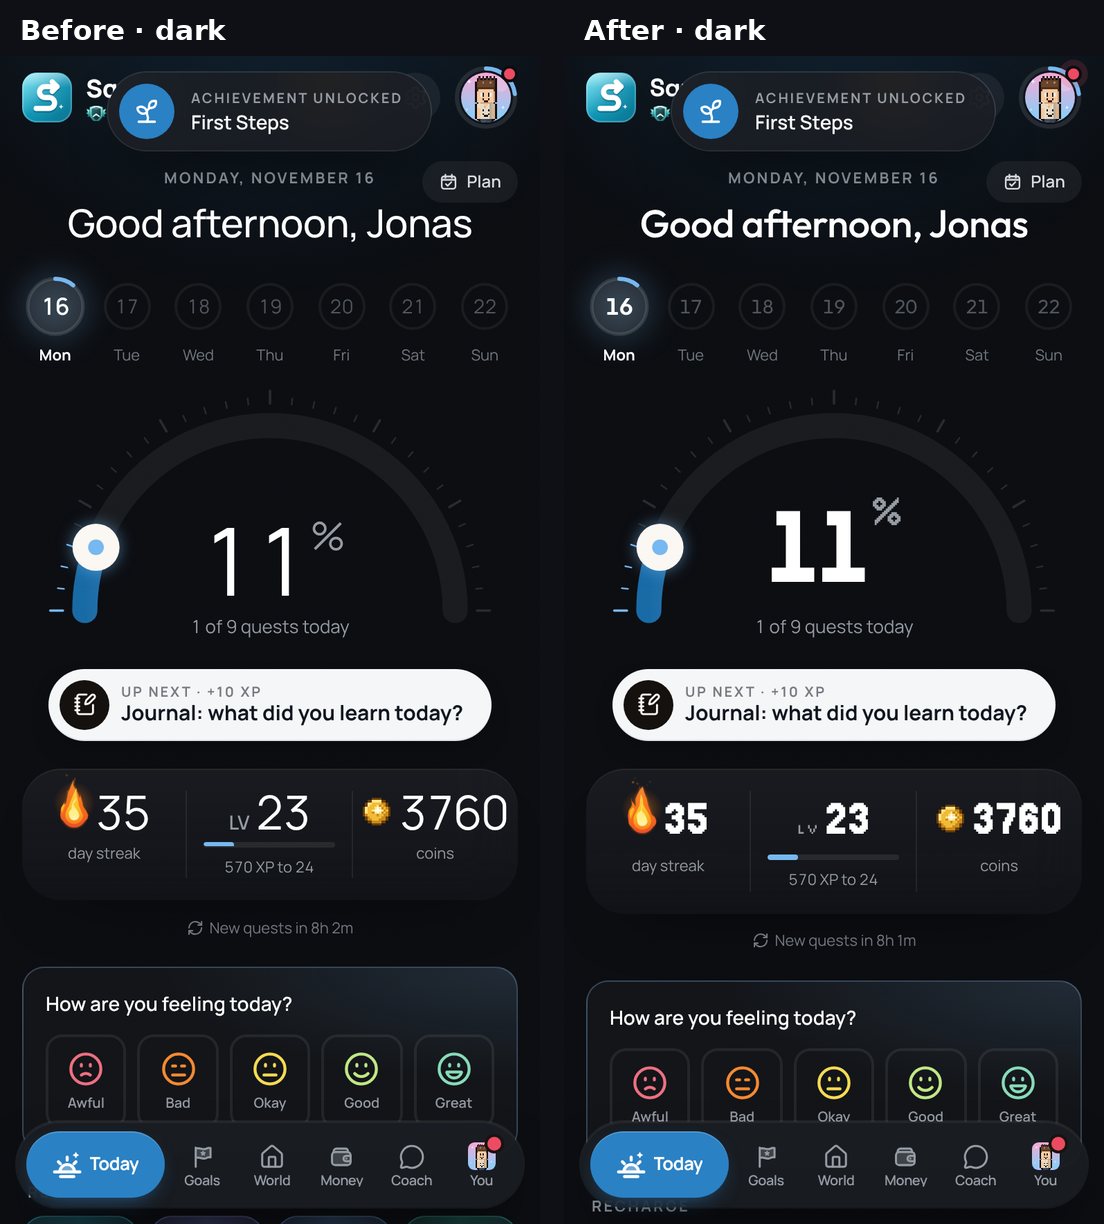 Before · dark
ACHIEVEMENT UNLOCKED
First Steps
MONDAY, NOVEMBER 16
Plan
Good afternoon, Jonas
16 17 18 19 20 21 22
Mon Tue Wed Thu Fri Sat Sun
11%
1 of 9 quests today
UP NEXT · +10 XP
Journal: what did you learn today?
35 LV 23 3760
day streak 570 XP to 24 coins
New quests in 8h 2m
How are you feeling today?
Awful Bad Okay Good Great
Today Goals World Money Coach You
After · dark
ACHIEVEMENT UNLOCKED
First Steps
MONDAY, NOVEMBER 16
Plan
Good afternoon, Jonas
16 17 18 19 20 21 22
Mon Tue Wed Thu Fri Sat Sun
11%
1 of 9 quests today
UP NEXT · +10 XP
Journal: what did you learn today?
35 LV 23 3760
day streak 570 XP to 24 coins
New quests in 8h 1m
How are you feeling today?
Awful Bad Okay Good Great
Today Goals World Money Coach You
RECHARGE